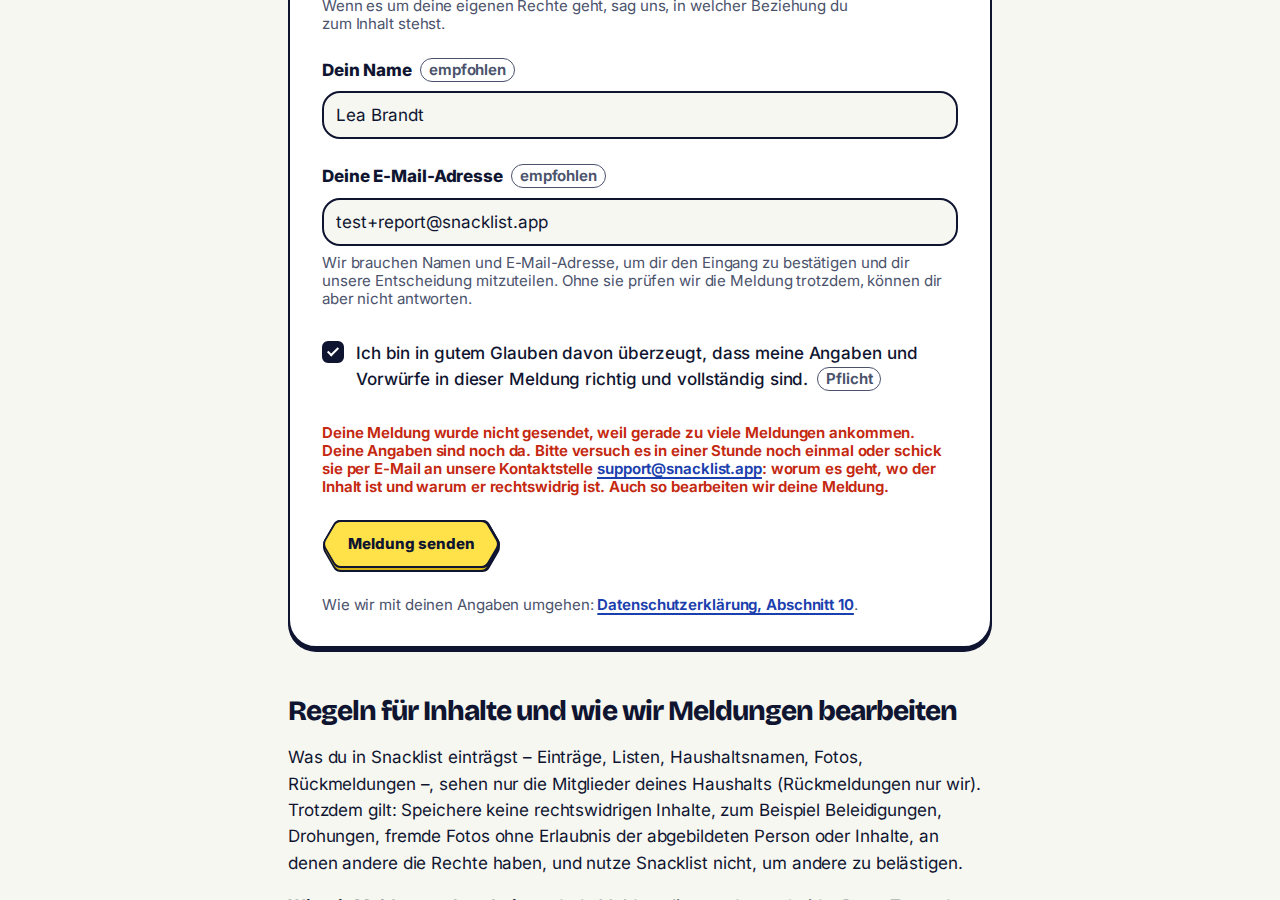 Wenn es um deine eigenen Rechte geht, sag uns, in welcher Beziehung du
zum Inhalt stehst.
Dein Name empfohlen
Lea Brandt
Deine E-Mail-Adresse empfohlen
test+report@snacklist.app
Wir brauchen Namen und E-Mail-Adresse, um dir den Eingang zu bestätigen und dir
unsere Entscheidung mitzuteilen. Ohne sie prüfen wir die Meldung trotzdem, können dir
aber nicht antworten.
Ich bin in gutem Glauben davon überzeugt, dass meine Angaben und
Vorwürfe in dieser Meldung richtig und vollständig sind. Pflicht
Deine Meldung wurde nicht gesendet, weil gerade zu viele Meldungen ankommen.
Deine Angaben sind noch da. Bitte versuch es in einer Stunde noch einmal oder schick
sie per E-Mail an unsere Kontaktstelle support@snacklist.app: worum es geht, wo der
Inhalt ist und warum er rechtswidrig ist. Auch so bearbeiten wir deine Meldung.
Meldung senden
Wie wir mit deinen Angaben umgehen: Datenschutzerklärung, Abschnitt 10.
Regeln für Inhalte und wie wir Meldungen bearbeiten
Was du in Snacklist einträgst – Einträge, Listen, Haushaltsnamen, Fotos,
Rückmeldungen –, sehen nur die Mitglieder deines Haushalts (Rückmeldungen nur wir).
Trotzdem gilt: Speichere keine rechtswidrigen Inhalte, zum Beispiel Beleidigungen,
Drohungen, fremde Fotos ohne Erlaubnis der abgebildeten Person oder Inhalte, an
denen andere die Rechte haben, und nutze Snacklist nicht, um andere zu belästigen.